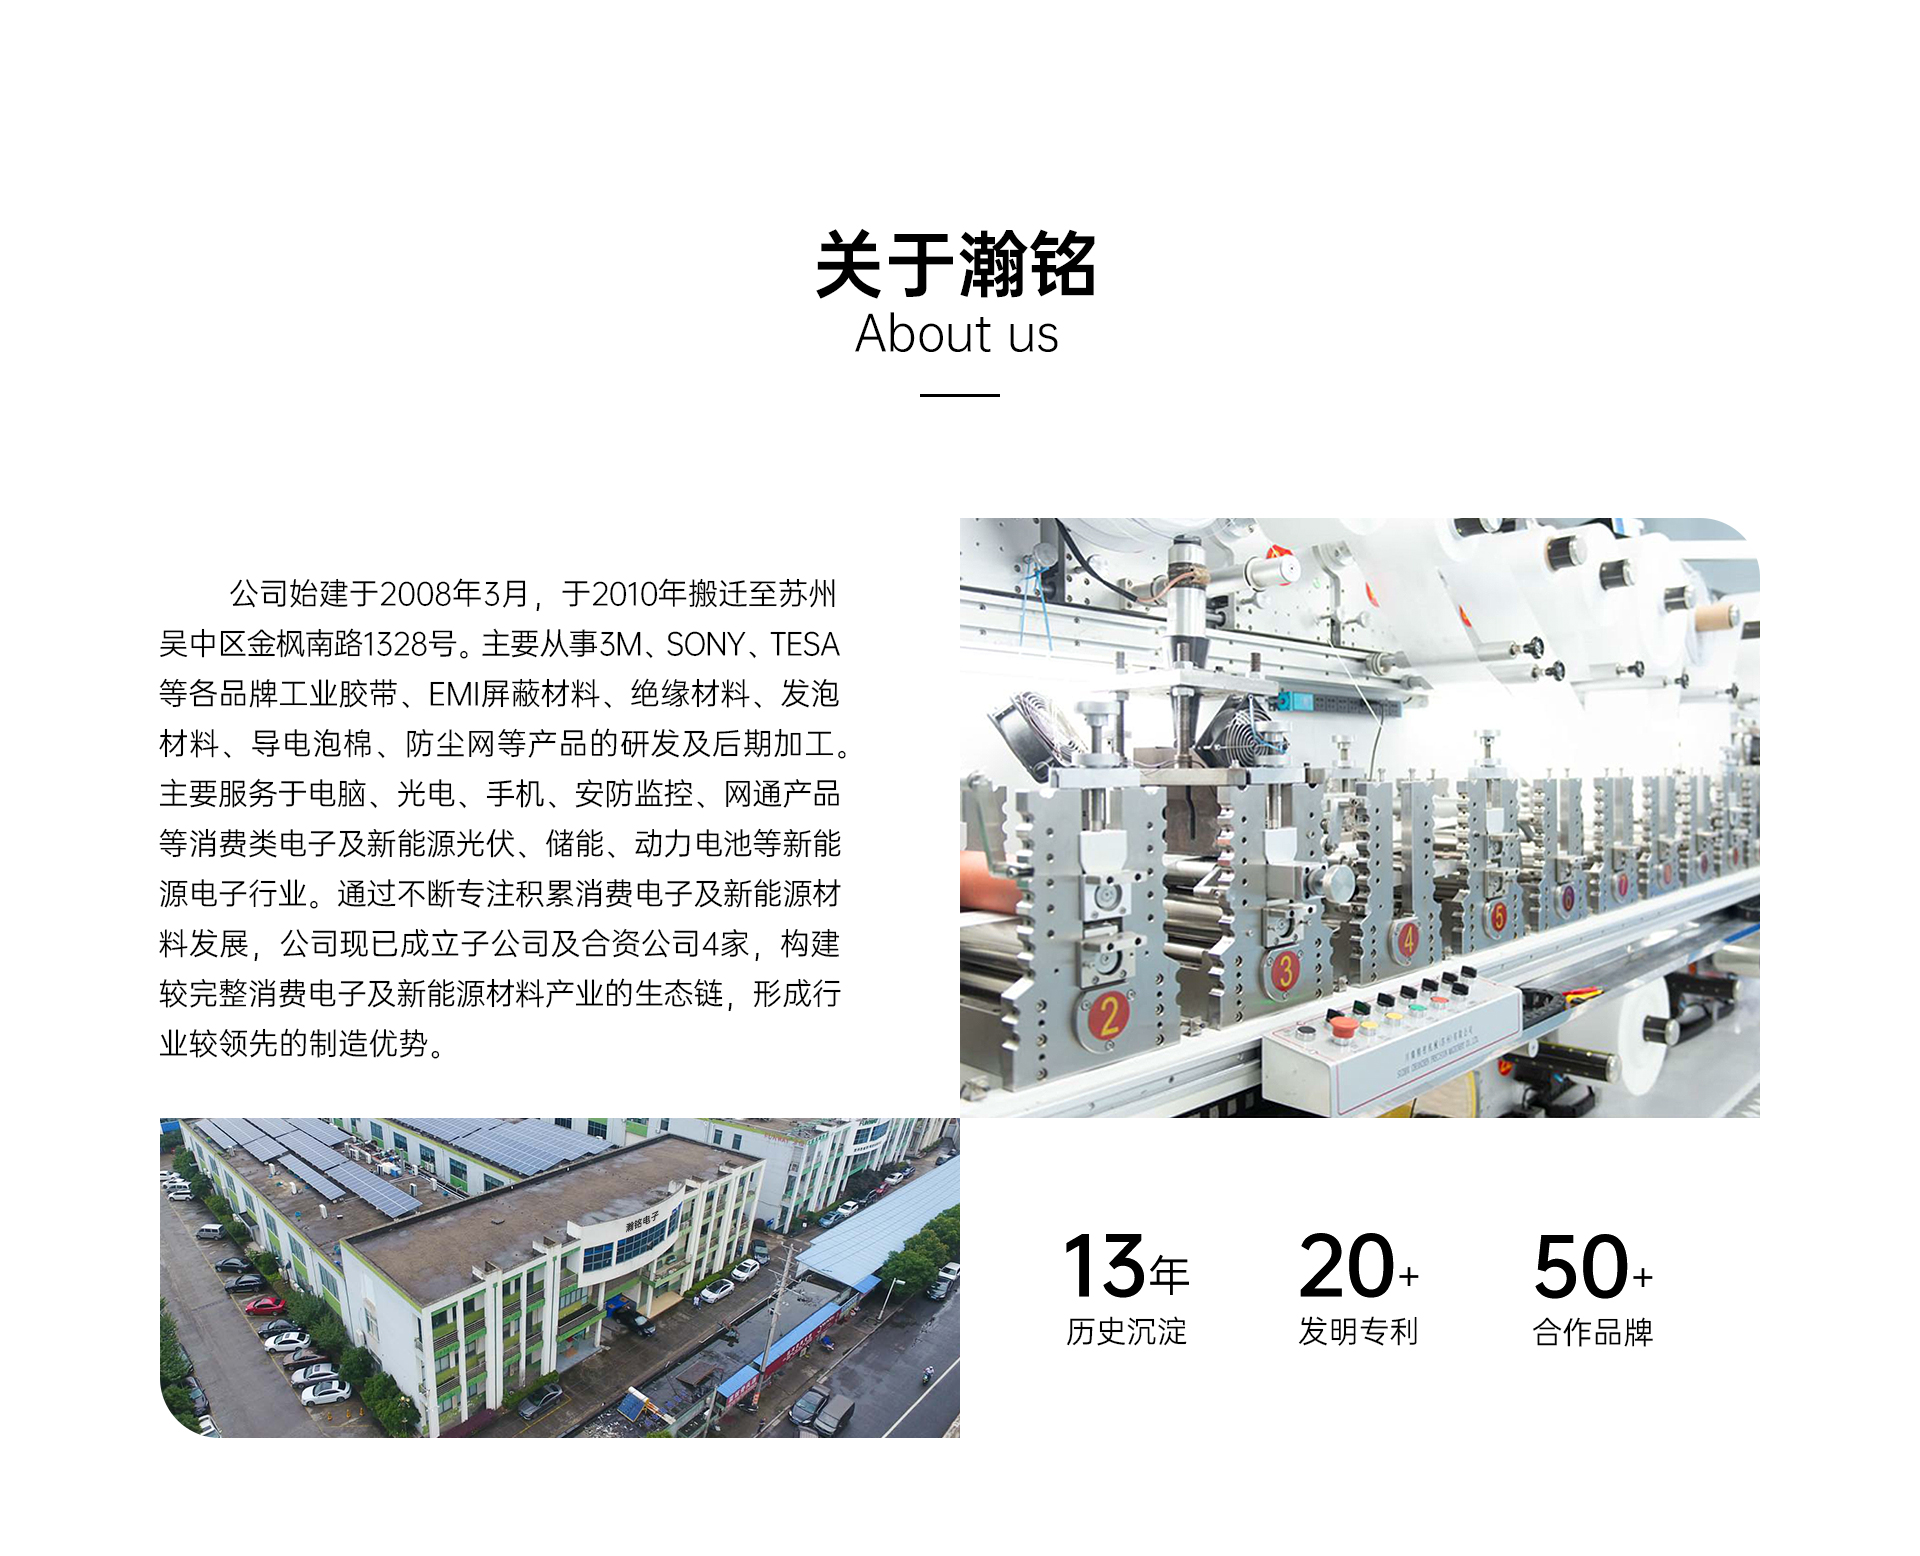 关于瀚铭
About us
公司始建于2008年3月，于2010年搬迁至苏州
吴中区金枫南路1328号。主要从事3M、SONY、TESA
等各品牌工业胶带、EMI屏蔽材料、绝缘材料、发泡
材料、导电泡棉、防尘网等产品的研发及后期加工。
主要服务于电脑、光电、手机、安防监控、网通产品
等消费类电子及新能源光伏、储能、动力电池等新能
源电子行业。通过不断专注积累消费电子及新能源材
料发展，公司现已成立子公司及合资公司4家，构建
较完整消费电子及新能源材料产业的生态链，形成行
业较领先的制造优势。
2
3
4
5
6
7
瀚铭电子
13年
历史沉淀
20+
发明专利
50+
合作品牌